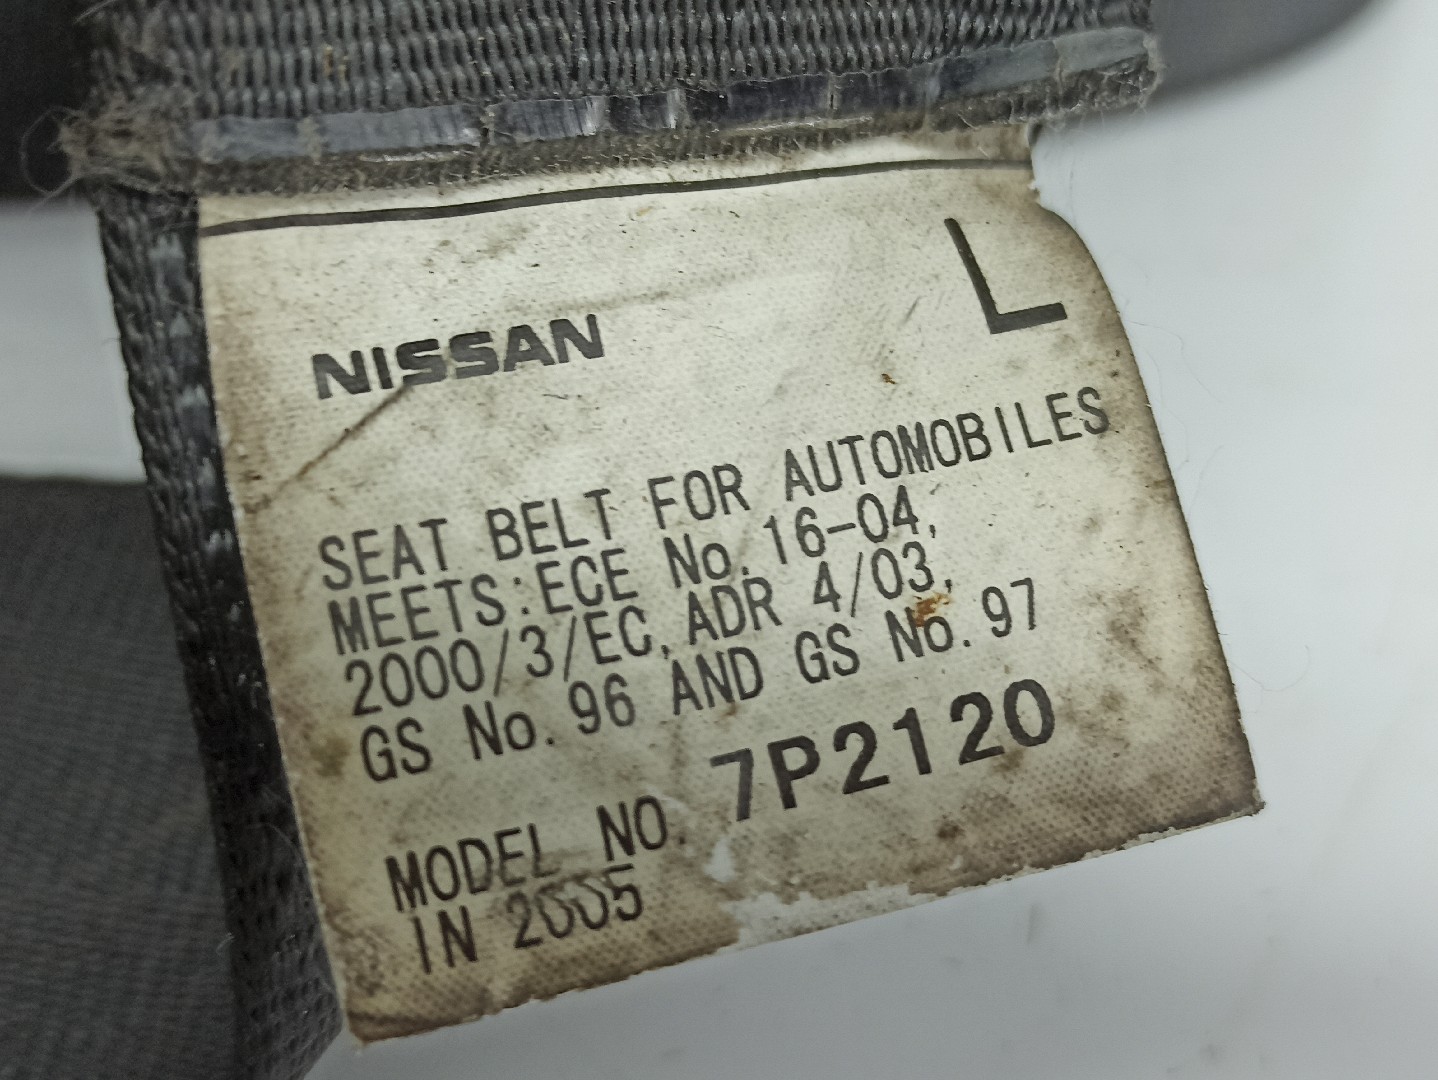 L
NISSAN
SEAT BELT FOR AUTOMOBILES
MEETS:ECE No.16-04,
2000/3/EC, ADR 4/03,
GS No.96 AND GS No.97
MODEL NO. 7P2120
IN 2005